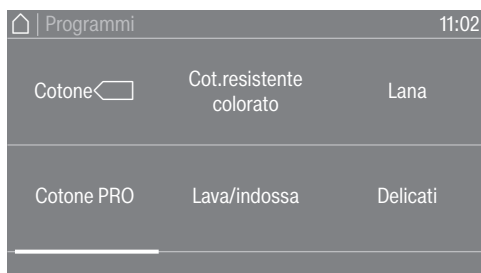 Programmi 11:02
Cotone Cot.resistente colorato Lana
Cotone PRO Lava/indossa Delicati